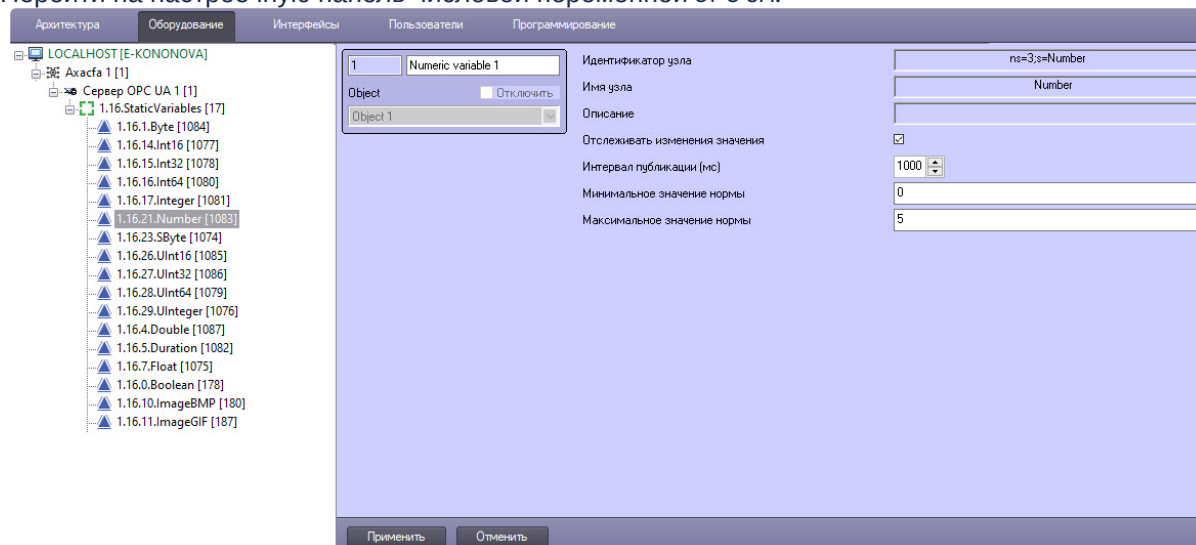 Перейти на настроечную панель числовой переменной
Архитектура Оборудование Интерфейсы Пользователи Программирование
LOCALHOST [E-KONONOVA]
Axacfa 1 [1]
Сервер OPC UA 1 [1]
1.16.StaticVariables [17]
1.16.1.Byte [1084]
1.16.14.Int16 [1077]
1.16.15.Int32 [1078]
1.16.16.Int64 [1080]
1.16.17.Integer [1081]
1.16.21.Number [1083]
1.16.23.SByte [1074]
1.16.26.UInt16 [1085]
1.16.27.UInt32 [1086]
1.16.28.UInt64 [1079]
1.16.29.UInteger [1076]
1.16.4.Double [1087]
1.16.5.Duration [1082]
1.16.7.Float [1075]
1.16.0.Boolean [178]
1.16.10.ImageBMP [180]
1.16.11.ImageGIF [187]
1 Numeric variable 1
Object Отключить
Object 1
Идентификатор узла ns=3;s=Number
Имя узла Number
Описание
Отслеживать изменения значения
Интервал публикации (мс) 1000
Минимальное значение нормы 0
Максимальное значение нормы 5
Применить Отменить